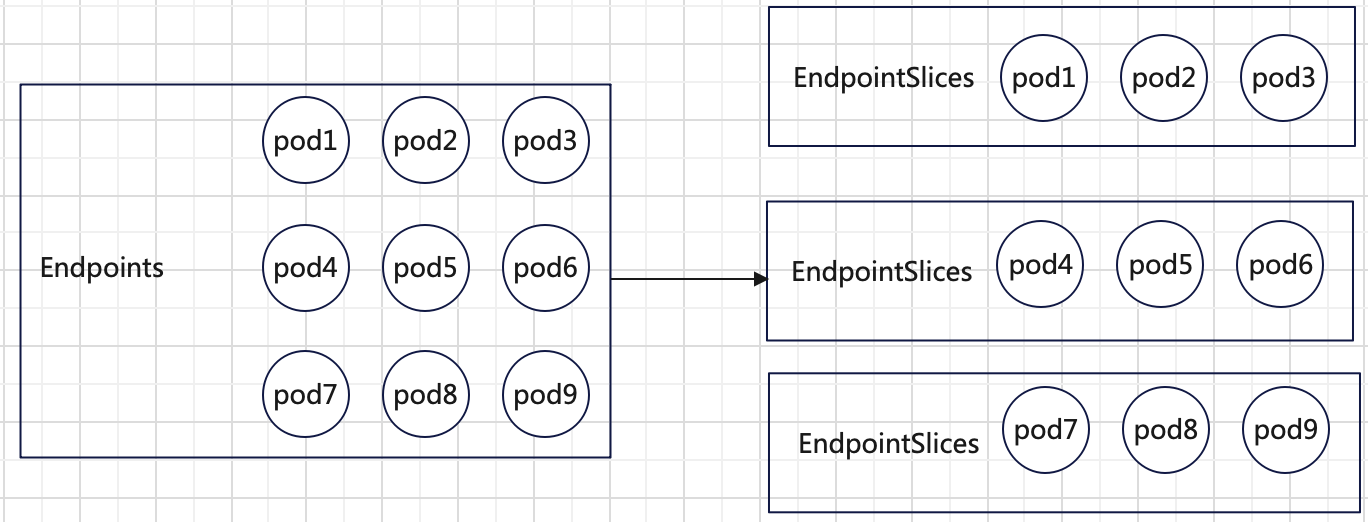 Endpoints
pod1 pod2 pod3
pod4 pod5 pod6
pod7 pod8 pod9
EndpointSlices pod1 pod2 pod3
EndpointSlices pod4 pod5 pod6
EndpointSlices pod7 pod8 pod9